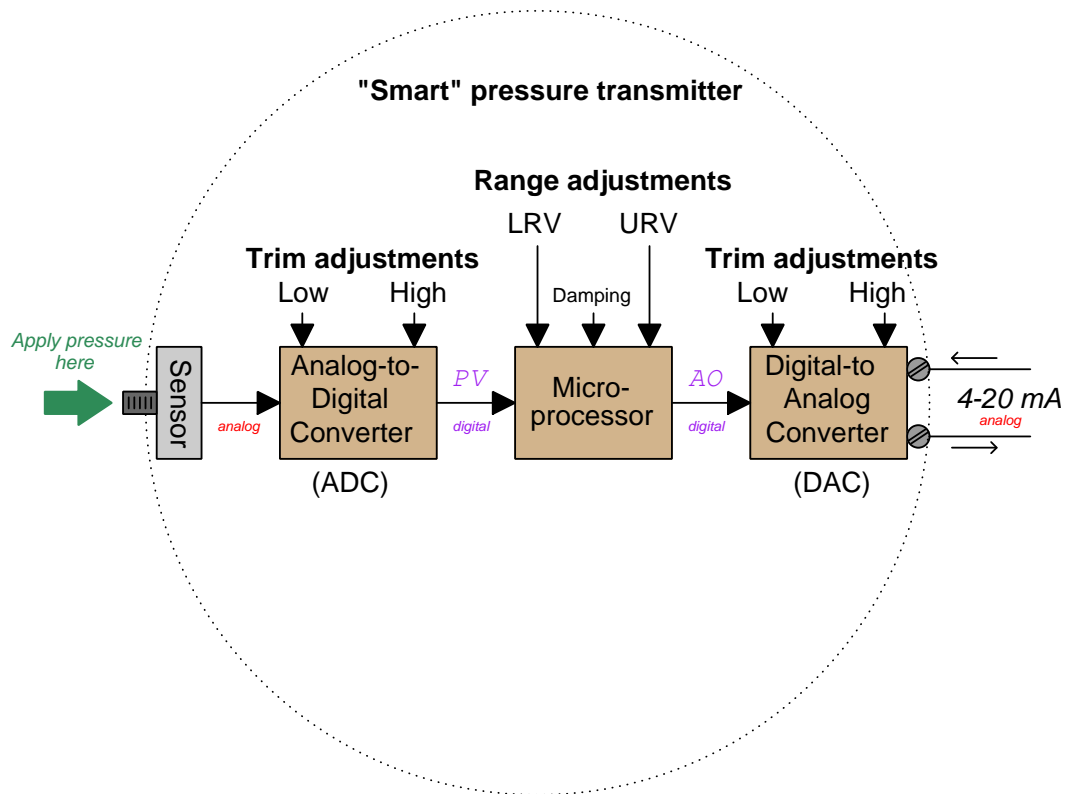 "Smart" pressure transmitter
Range adjustments
LRV
URV
Trim adjustments
Low
High
Damping
Trim adjustments
Low
High
Apply pressure
here
Sensor
analog
Analog-to-
Digital
Converter
(ADC)
PV
digital
Micro-
processor
AO
digital
Digital-to
Analog
Converter
(DAC)
4-20 mA
analog